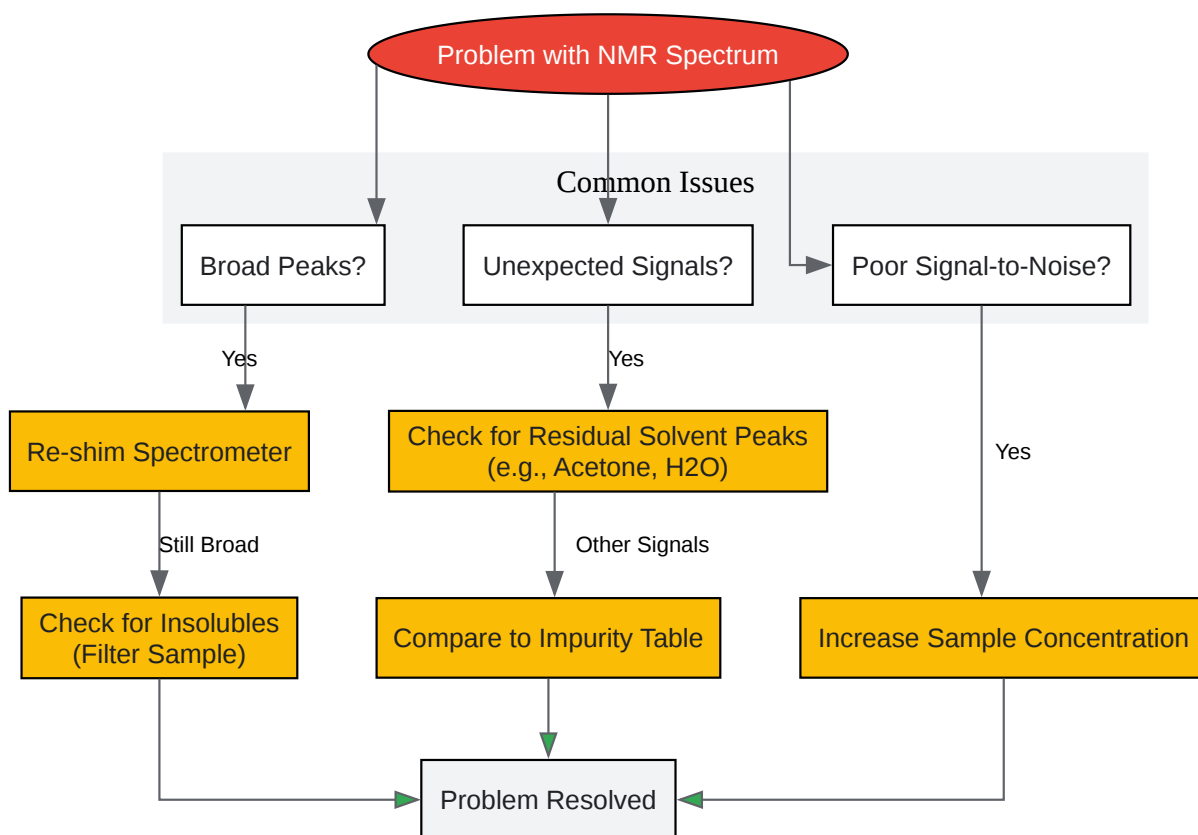 Problem with NMR Spectrum
Common Issues
Broad Peaks?
Unexpected Signals?
Poor Signal-to-Noise?
Yes
Yes
Yes
Re-shim Spectrometer
Check for Residual Solvent Peaks
(e.g., Acetone, H2O)
Still Broad
Other Signals
Check for Insolubles
(Filter Sample)
Compare to Impurity Table
Increase Sample Concentration
Problem Resolved